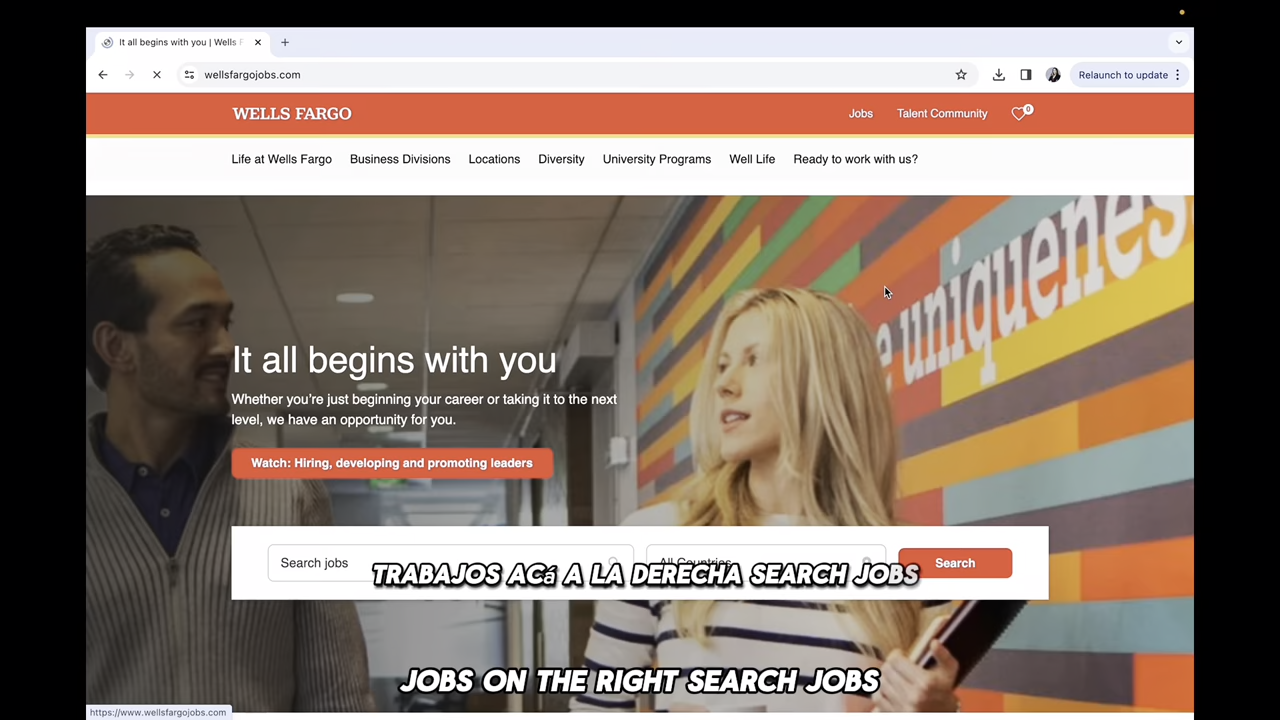 It all begins with you | Wells F
wellsfargojobs.com
Relaunch to update
WELLS FARGO
Jobs
Talent Community
0
Life at Wells Fargo
Business Divisions
Locations
Diversity
University Programs
Well Life
Ready to work with us?
e uniquenes
It all begins with you
Whether you're just beginning your career or taking it to the next
level, we have an opportunity for you.
Watch: Hiring, developing and promoting leaders
Search jobs
All Countries
Search
TRABAJOS ACá A LA DERECHA SEARCH JOBS
JOBS ON THE RIGHT SEARCH JOBS
https://www.wellsfargojobs.com